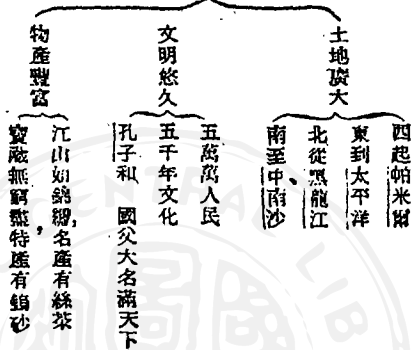 土地廣大
四起帕米爾
東到太平洋
北從黑龍江
南至中南沙
文明悠久
五萬萬人民
五千年文化
孔子和 國父大名滿天下
物產豐富
江山如錦繡,名產有絲茶
寶藏無窮盡,特產有鎢砂